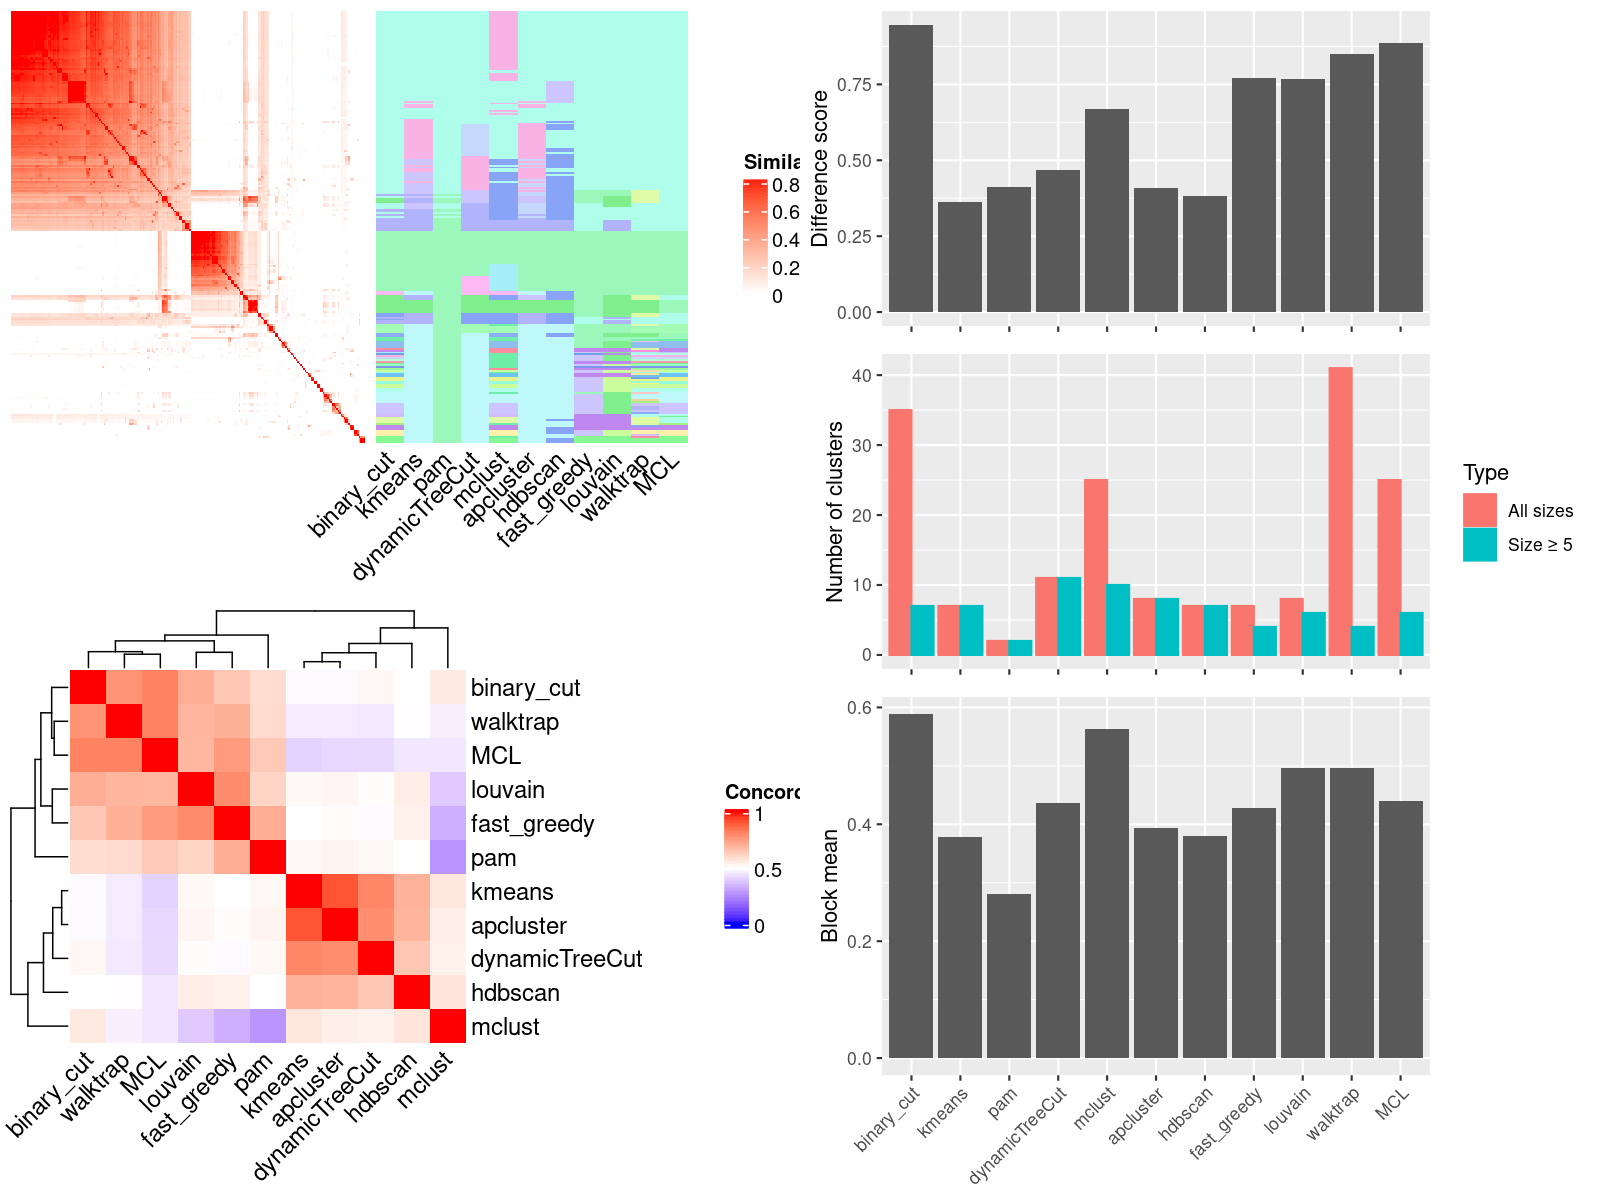 Simila
0.8
0.6
0.4
0.2
0
binary_cut
kmeans
pam
dynamicTreeCut
mclust
apcluster
hdbscan
fast_greedy
louvain
walktrap
MCL
Difference score
0.75
0.50
0.25
0.00
Number of clusters
40
30
20
10
0
Type
All sizes
Size ≥ 5
binary_cut
walktrap
MCL
louvain
fast_greedy
pam
kmeans
apcluster
dynamicTreeCut
hdbscan
mclust
binary_cut
walktrap
MCL
louvain
fast_greedy
pam
kmeans
apcluster
dynamicTreeCut
hdbscan
mclust
Concord
1
0.5
0
Block mean
0.6
0.4
0.2
0.0
binary_cut
kmeans
pam
dynamicTreeCut
mclust
apcluster
hdbscan
fast_greedy
louvain
walktrap
MCL